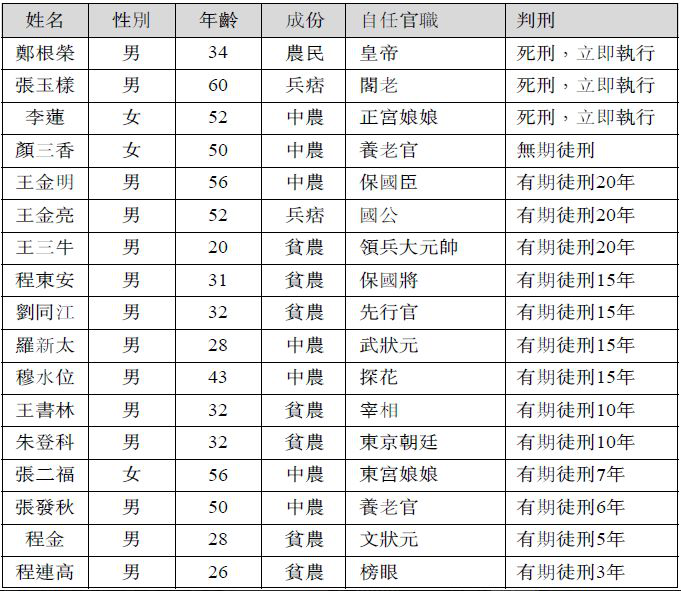 姓名 性別 年齡 成份 自任官職 判刑
鄭根榮 男 34 農民 皇帝 死刑，立即執行
張玉樣 男 60 兵痞 閣老 死刑，立即執行
李蓮 女 52 中農 正宮娘娘 死刑，立即執行
顏三香 女 50 中農 養老官 無期徒刑
王金明 男 56 中農 保國臣 有期徒刑20年
王金亮 男 52 兵痞 國公 有期徒刑20年
王三牛 男 20 貧農 領兵大元帥 有期徒刑20年
程東安 男 31 貧農 保國將 有期徒刑15年
劉同江 男 32 貧農 先行官 有期徒刑15年
羅新太 男 28 中農 武狀元 有期徒刑15年
穆水位 男 43 中農 探花 有期徒刑15年
王書林 男 32 貧農 宰相 有期徒刑10年
朱登科 男 32 貧農 東京朝廷 有期徒刑10年
張二福 女 56 中農 東宮娘娘 有期徒刑7年
張發秋 男 50 中農 養老官 有期徒刑6年
程金 男 28 貧農 文狀元 有期徒刑5年
程連高 男 26 貧農 榜眼 有期徒刑3年